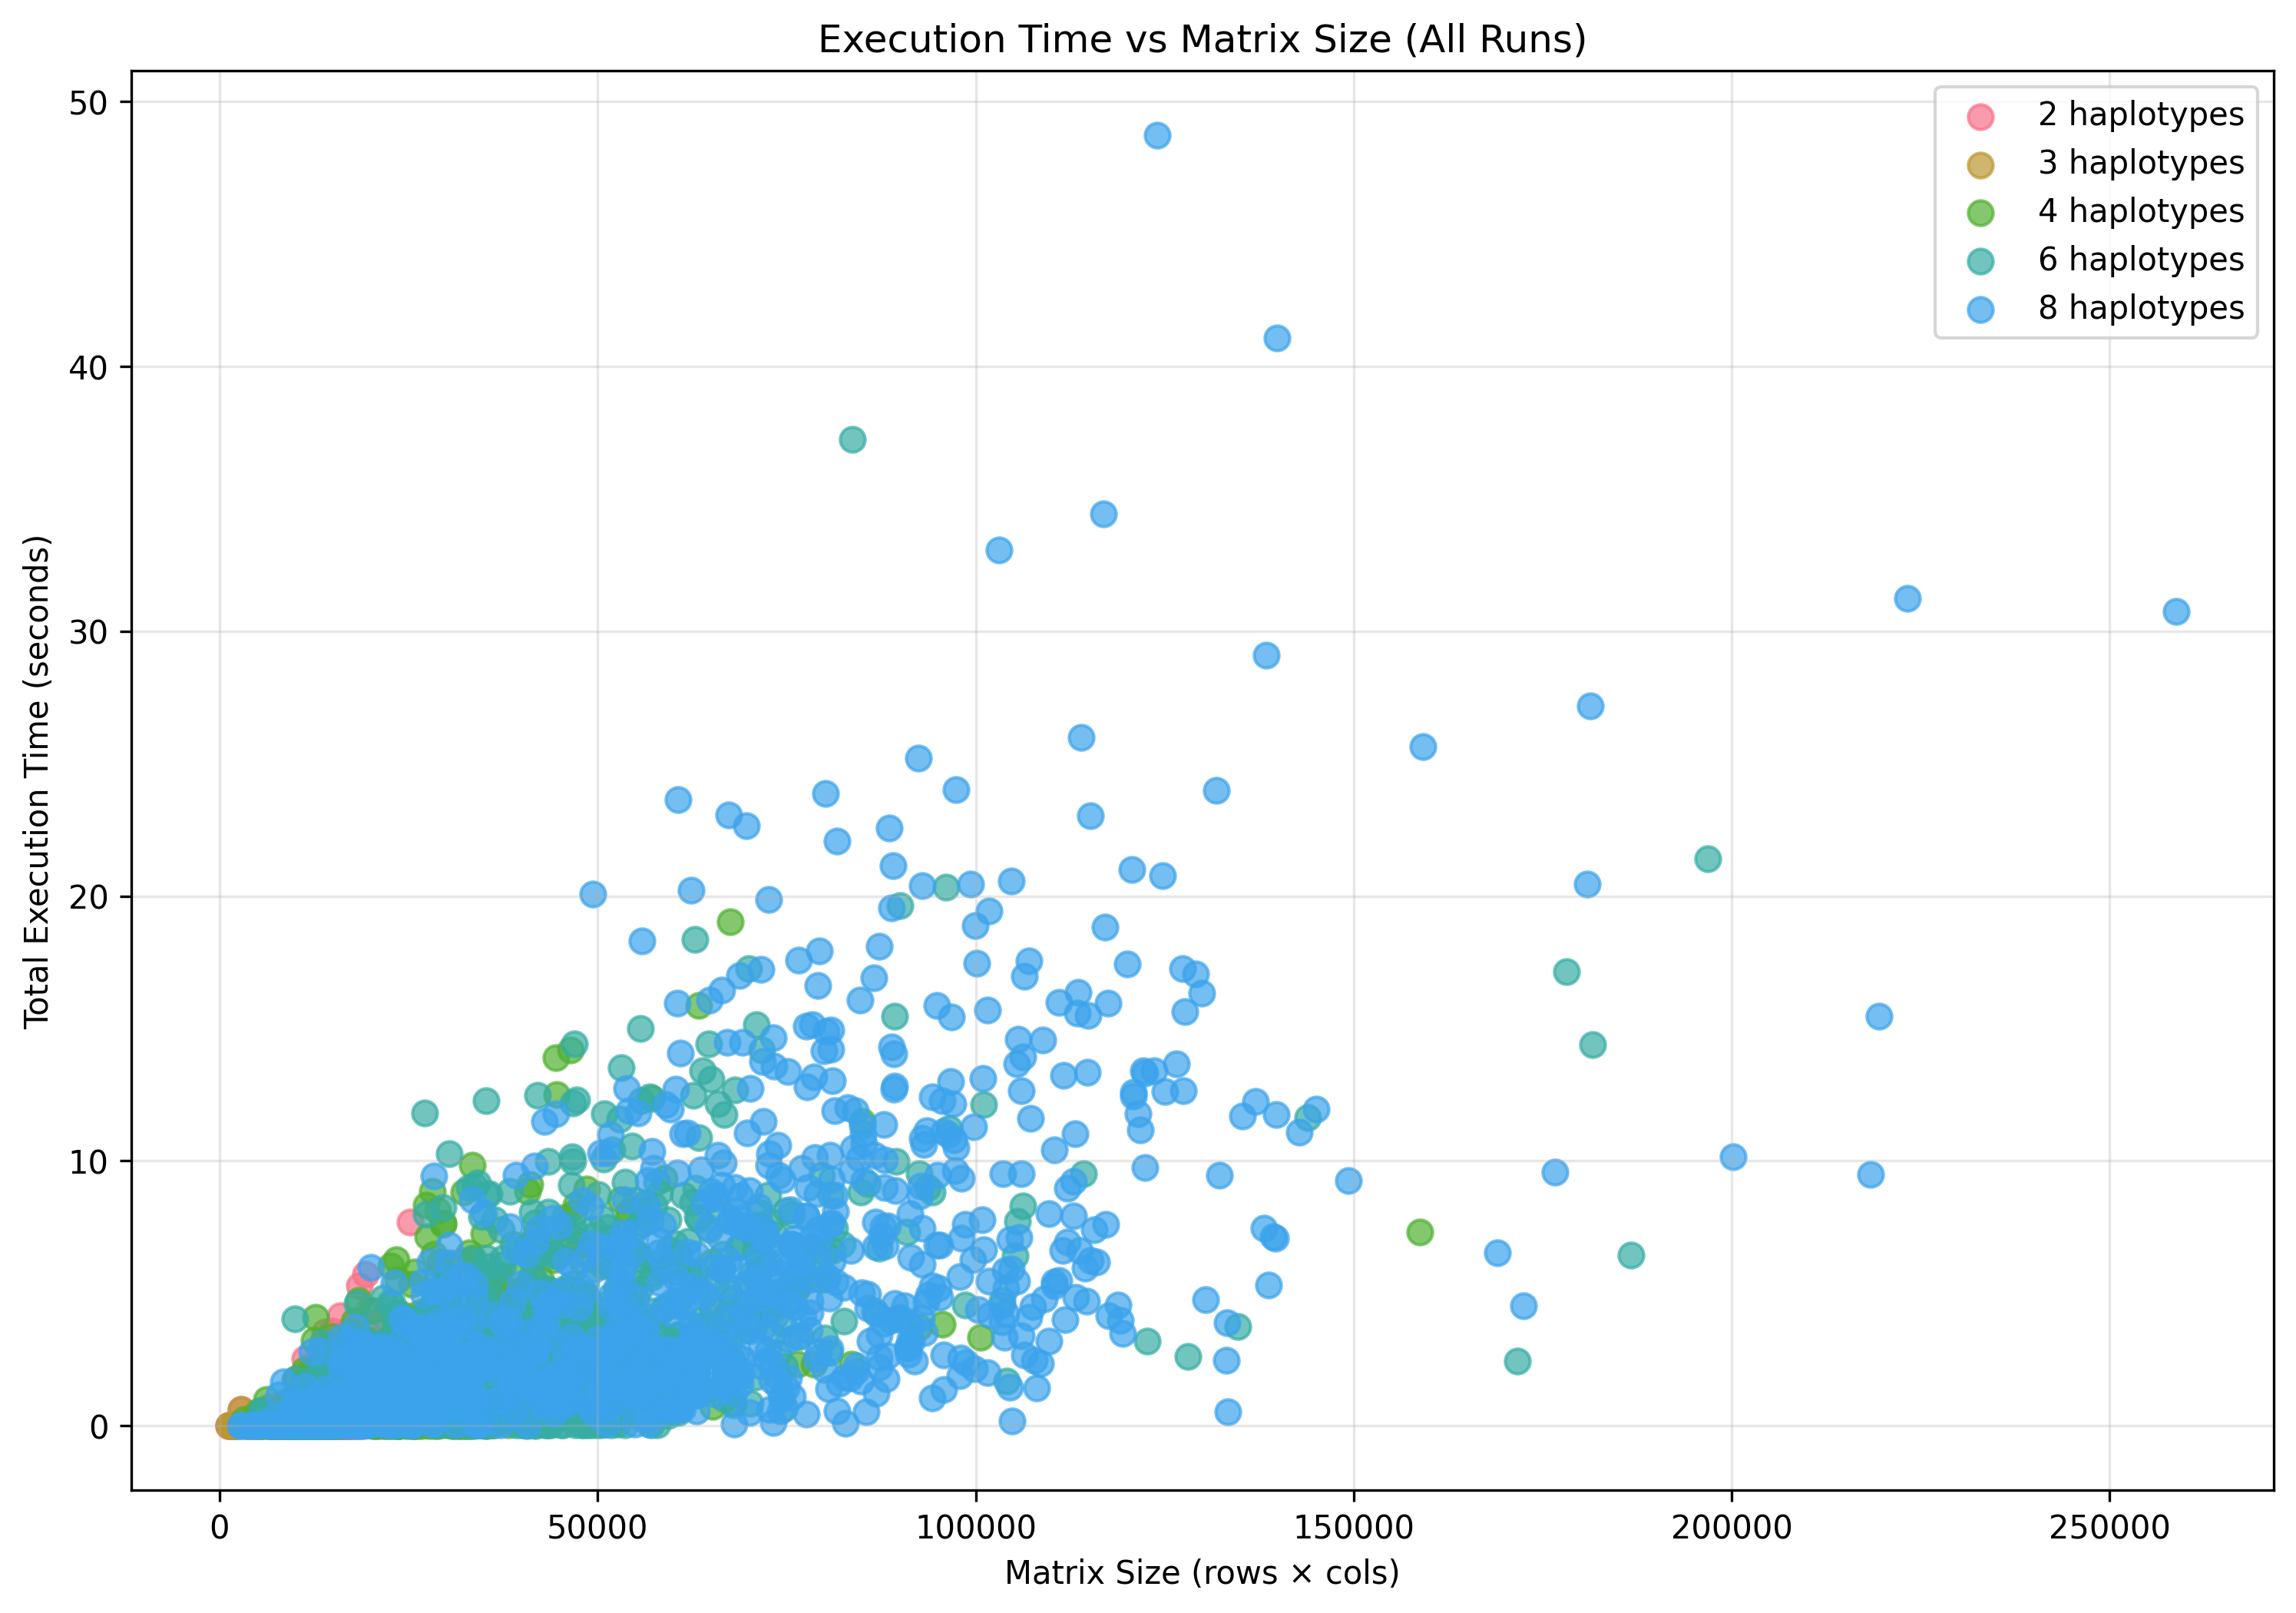 Execution Time vs Matrix Size (All Runs)
50
40
30
20
10
0
Total Execution Time (seconds)
2 haplotypes
3 haplotypes
4 haplotypes
6 haplotypes
8 haplotypes
0
50000
100000
150000
200000
250000
Matrix Size (rows × cols)